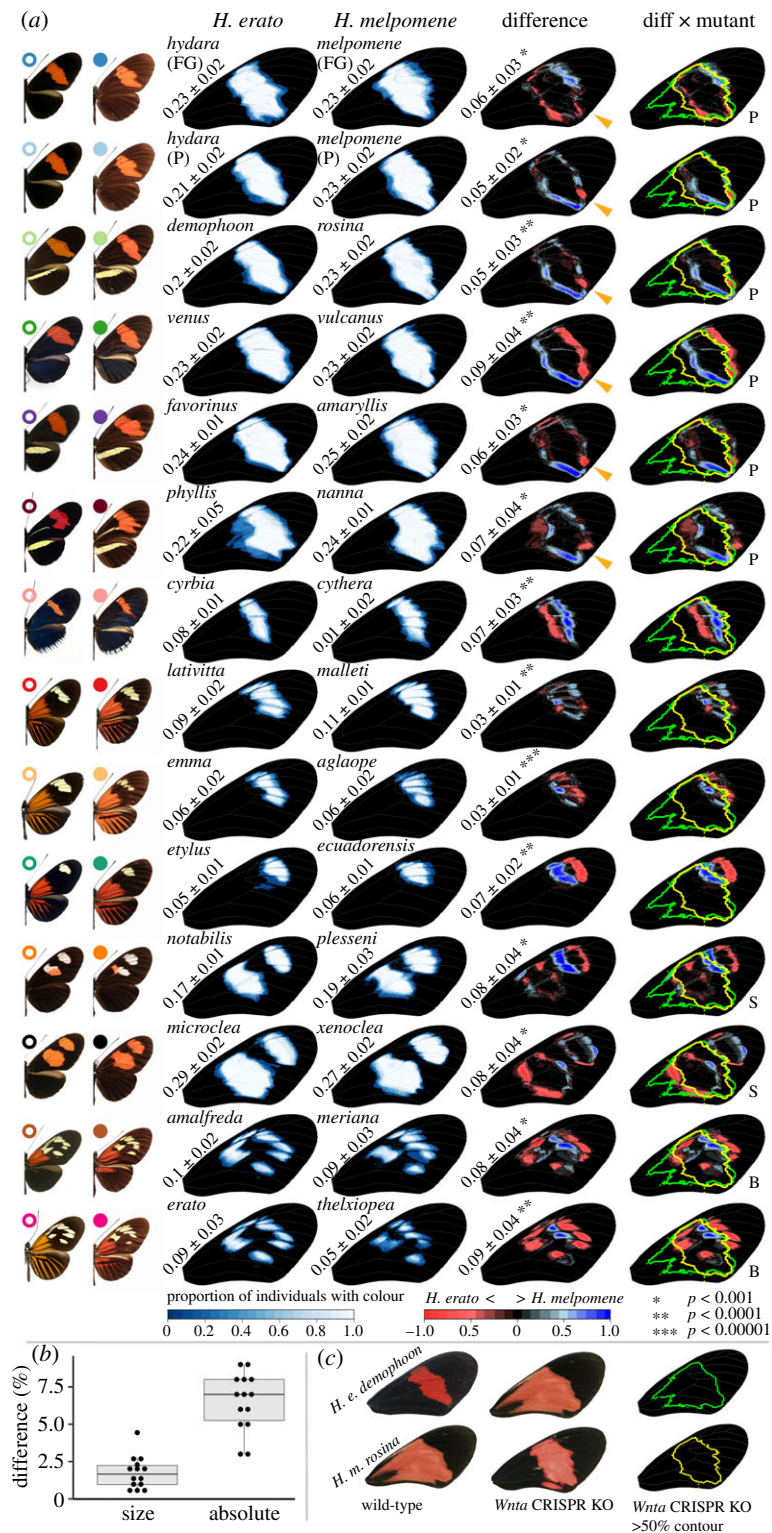 (a) H. erato H. melpomene difference diff × mutant
hydara (FG) 0.23 ± 0.02 melpomene (FG) 0.23 ± 0.02 0.06 ± 0.03 * P
hydara (P) 0.21 ± 0.02 melpomene (P) 0.23 ± 0.02 0.05 ± 0.02 * P
demophoon 0.2 ± 0.02 rosina 0.23 ± 0.02 0.05 ± 0.03 ** P
venus 0.23 ± 0.02 vulcanus 0.23 ± 0.02 0.09 ± 0.04 ** P
favorinus 0.24 ± 0.01 amaryllis 0.25 ± 0.02 0.06 ± 0.03 * P
phyllis 0.22 ± 0.05 nanna 0.24 ± 0.01 0.07 ± 0.04 * P
cyrbia 0.08 ± 0.01 cythera 0.01 ± 0.02 0.07 ± 0.03 **
lativitta 0.09 ± 0.02 malleti 0.11 ± 0.01 0.03 ± 0.01 **
emma 0.06 ± 0.02 aglaope 0.06 ± 0.02 0.03 ± 0.01 ***
etylus 0.05 ± 0.01 ecuadorensis 0.06 ± 0.01 0.07 ± 0.02 **
notabilis 0.17 ± 0.01 plesseni 0.19 ± 0.03 0.08 ± 0.04 * S
microclea 0.29 ± 0.02 xenoclea 0.27 ± 0.02 0.08 ± 0.04 * S
amalfreda 0.1 ± 0.02 meriana 0.09 ± 0.03 0.08 ± 0.04 * B
erato 0.09 ± 0.03 thelxiopea 0.05 ± 0.02 0.09 ± 0.04 ** B
proportion of individuals with colour
0 0.2 0.4 0.6 0.8 1.0
H. erato < > H. melpomene
−1.0 0.5 0 0.5 1.0
* p < 0.001
** p < 0.0001
*** p < 0.00001
(b)
difference (%)
7.5
5.0
2.5
0
size absolute
(c)
H. e. demophoon
H. m. rosina
wild-type Wnta CRISPR KO Wnta CRISPR KO
>50% contour